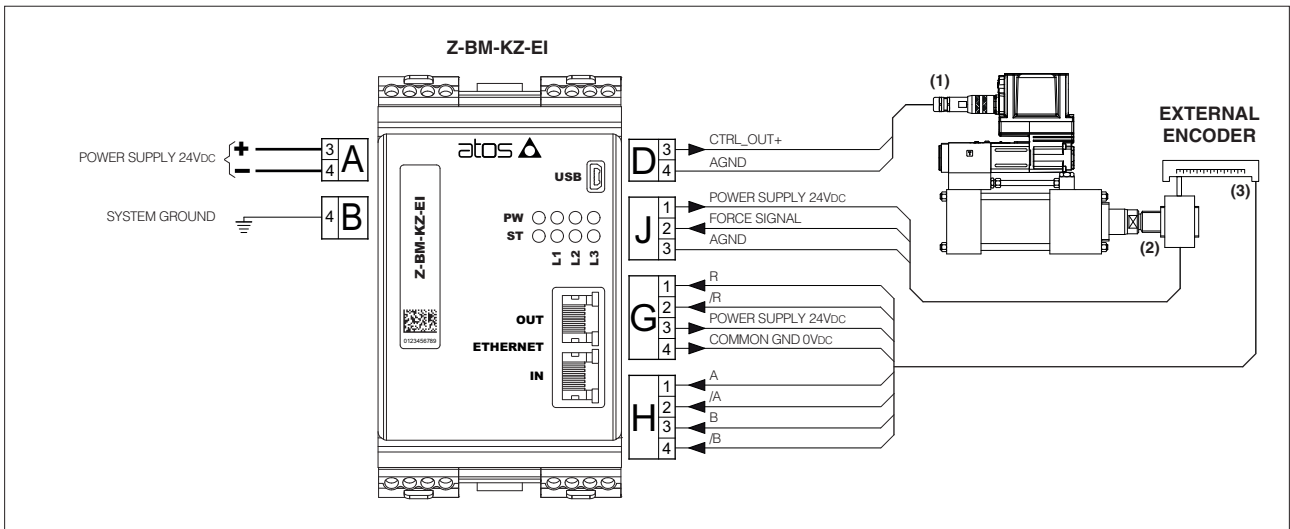 Z-BM-KZ-EI
POWER SUPPLY 24VDC
+
-
3
4
A
SYSTEM GROUND
4
B
atos
USB
PW
ST
L1
L2
L3
Z-BM-KZ-EI
0123456789
OUT
ETHERNET
IN
D
3
4
CTRL_OUT+
AGND
J
1
2
3
POWER SUPPLY 24VDC
FORCE SIGNAL
AGND
G
1
2
3
4
R
/R
POWER SUPPLY 24VDC
COMMON GND 0VDC
H
1
2
3
4
A
/A
B
/B
(1)
EXTERNAL
ENCODER
(3)
(2)